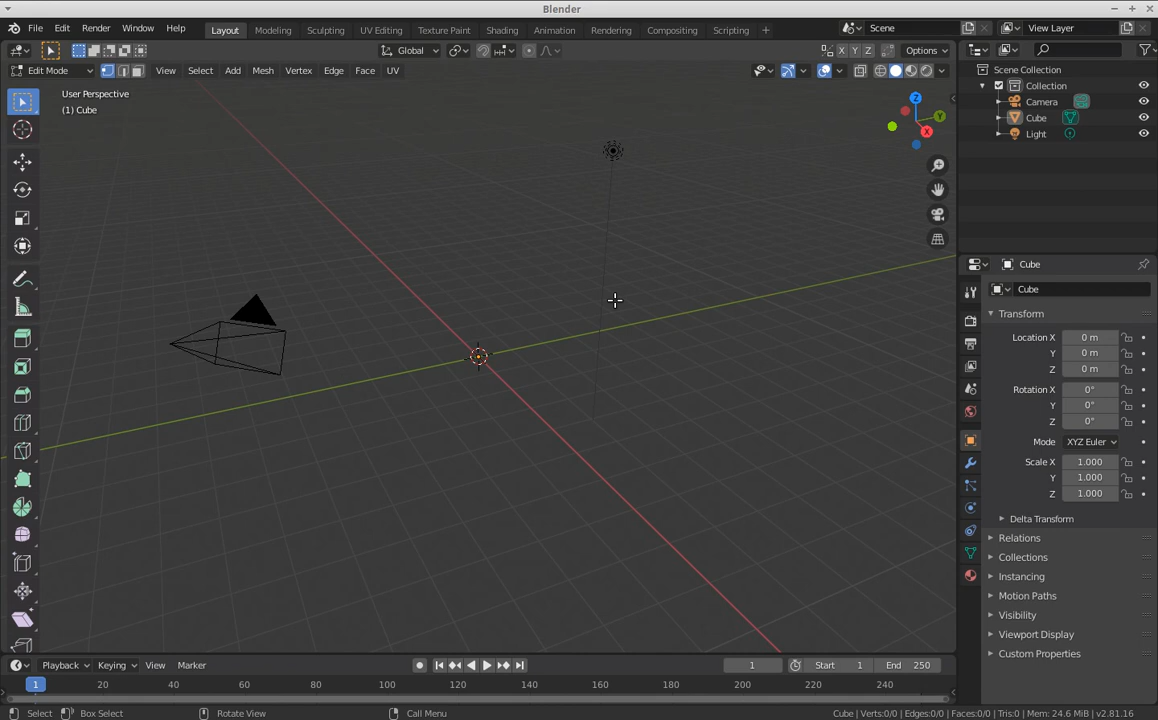 Blender
File Edit Render Window Help Layout Modeling Sculpting UV Editing Texture Paint Shading Animation Rendering Compositing Scripting + Scene View Layer
Global X Y Z Options
Edit Mode View Select Add Mesh Vertex Edge Face UV
User Perspective
(1) Cube
Z
Y
X
Scene Collection
Collection
Camera
Cube
Light
Cube
Cube
Transform
Location X 0 m
Y 0 m
Z 0 m
Rotation X 0°
Y 0°
Z 0°
Mode XYZ Euler
Scale X 1.000
Y 1.000
Z 1.000
Delta Transform
Relations
Collections
Instancing
Motion Paths
Visibility
Viewport Display
Custom Properties
Playback Keying View Marker 1 Start 1 End 250
1 20 40 60 80 100 120 140 160 180 200 220 240
Select Box Select Rotate View Call Menu Cube | Verts:0/0 | Edges:0/0 | Faces:0/0 | Tris:0 | Mem: 24.6 MiB | v2.81.16